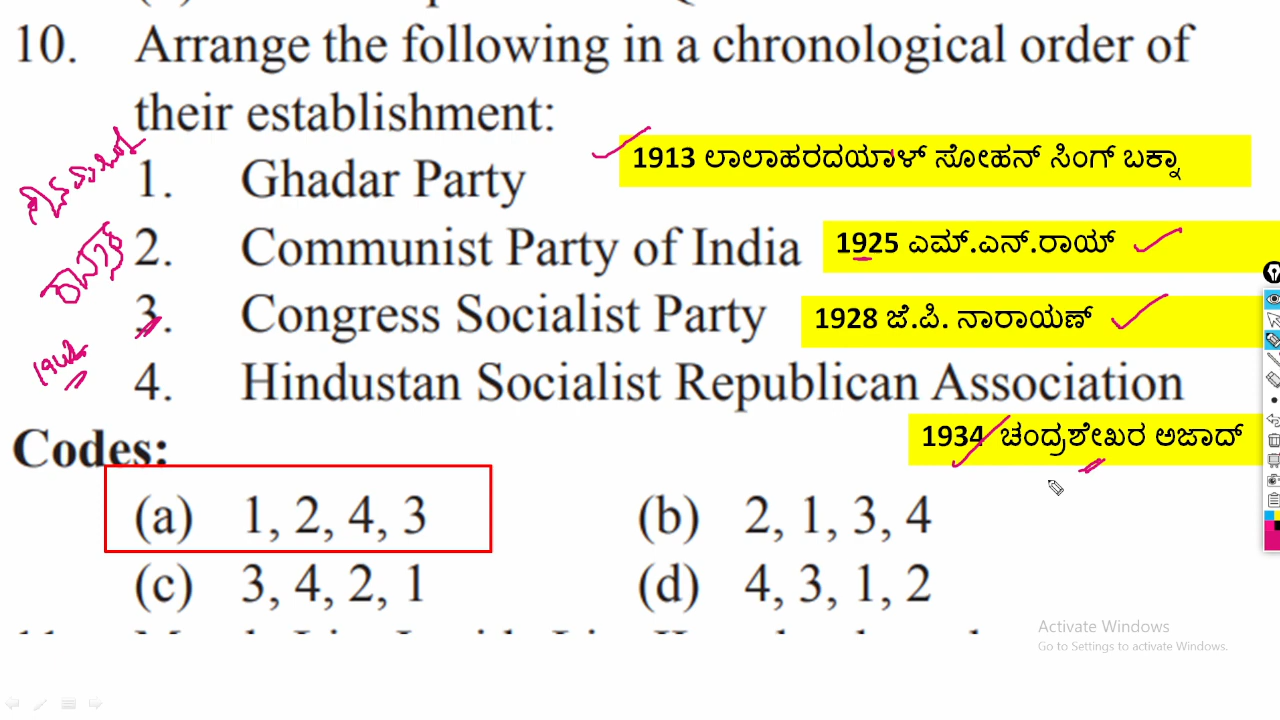 10. Arrange the following in a chronological order of
their establishment:
1. Ghadar Party
1913 ಲಾಲಾಹರದಯಾಳ್ ಸೋಹನ್ ಸಿಂಗ್ ಬಕ್ನಾ
2. Communist Party of India
1925 ಎಮ್.ಎನ್.ರಾಯ್
3. Congress Socialist Party
1928 ಜೆ.ಪಿ. ನಾರಾಯಣ್
4. Hindustan Socialist Republican Association
1934 ಚಂದ್ರಶೇಖರ ಅಜಾದ್
Codes:
(a) 1, 2, 4, 3 (b) 2, 1, 3, 4
(c) 3, 4, 2, 1 (d) 4, 3, 1, 2
Activate Windows
Go to Settings to activate Windows.